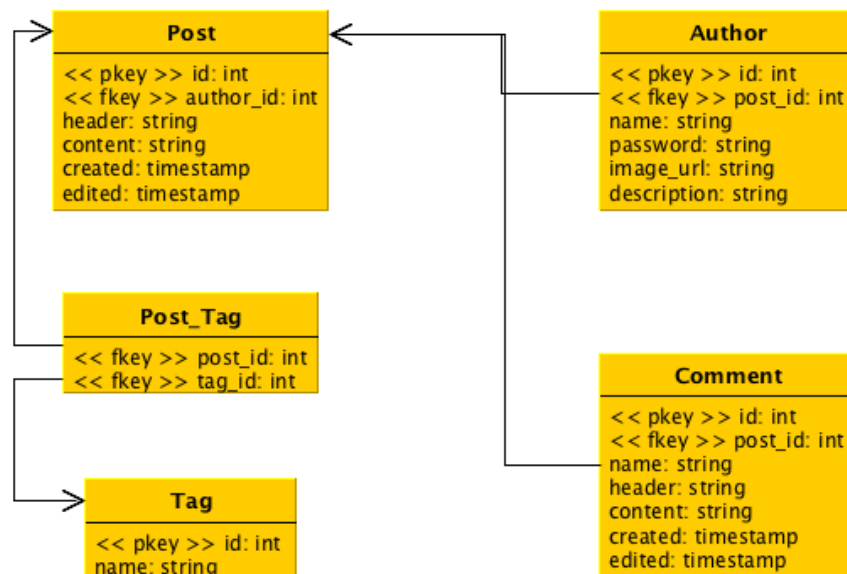 Post
<< pkey >> id: int
<< fkey >> author_id: int
header: string
content: string
created: timestamp
edited: timestamp
Author
<< pkey >> id: int
<< fkey >> post_id: int
name: string
password: string
image_url: string
description: string
Post_Tag
<< fkey >> post_id: int
<< fkey >> tag_id: int
Comment
<< pkey >> id: int
<< fkey >> post_id: int
name: string
header: string
content: string
created: timestamp
edited: timestamp
Tag
<< pkey >> id: int
name: string